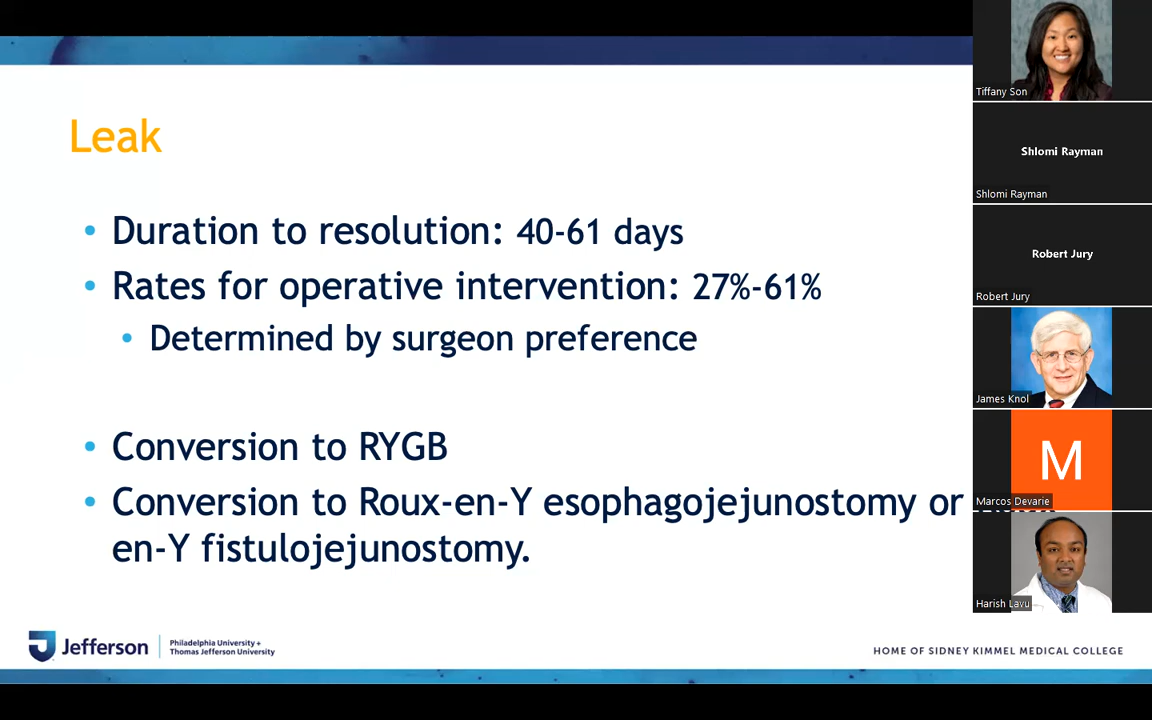 Leak
• Duration to resolution: 40-61 days
• Rates for operative intervention: 27%-61%
• Determined by surgeon preference
• Conversion to RYGB
• Conversion to Roux-en-Y esophagojejunostomy or
en-Y fistulojejunostomy.
Jefferson
Philadelphia University +
Thomas Jefferson University
HOME OF SIDNEY KIMMEL MEDICAL COLLEGE
Tiffany Son
Shlomi Rayman
Shlomi Rayman
Robert Jury
Robert Jury
James Knol
M
Marcos Devarie
Harish Lavu